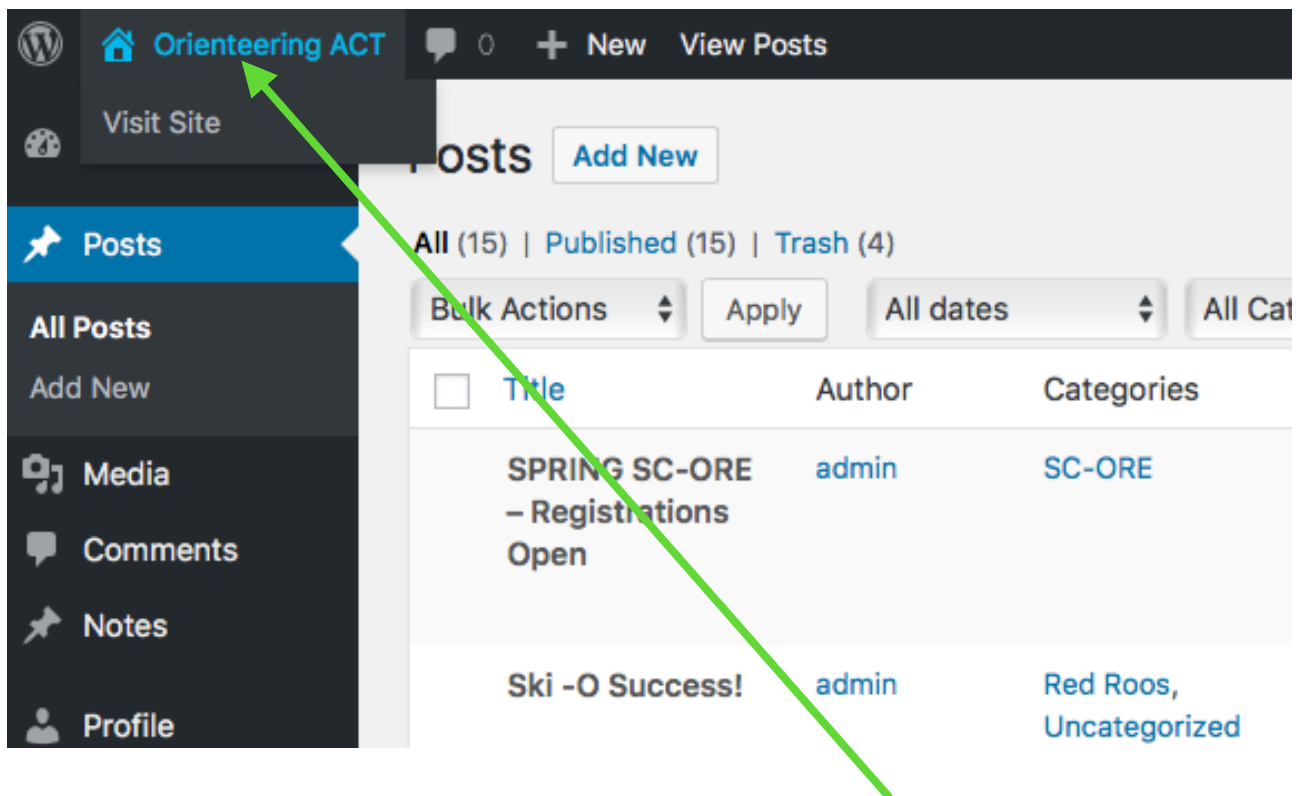 Orienteering ACT 0 + New View Posts
Visit Site
Posts Add New
Posts
All (15) | Published (15) | Trash (4)
Bulk Actions Apply All dates All Cat
All Posts
Add New
Title Author Categories
SPRING SC-ORE admin SC-ORE
– Registrations
Open
Media
Comments
Notes
Ski -O Success! admin Red Roos,
Uncategorized
Profile